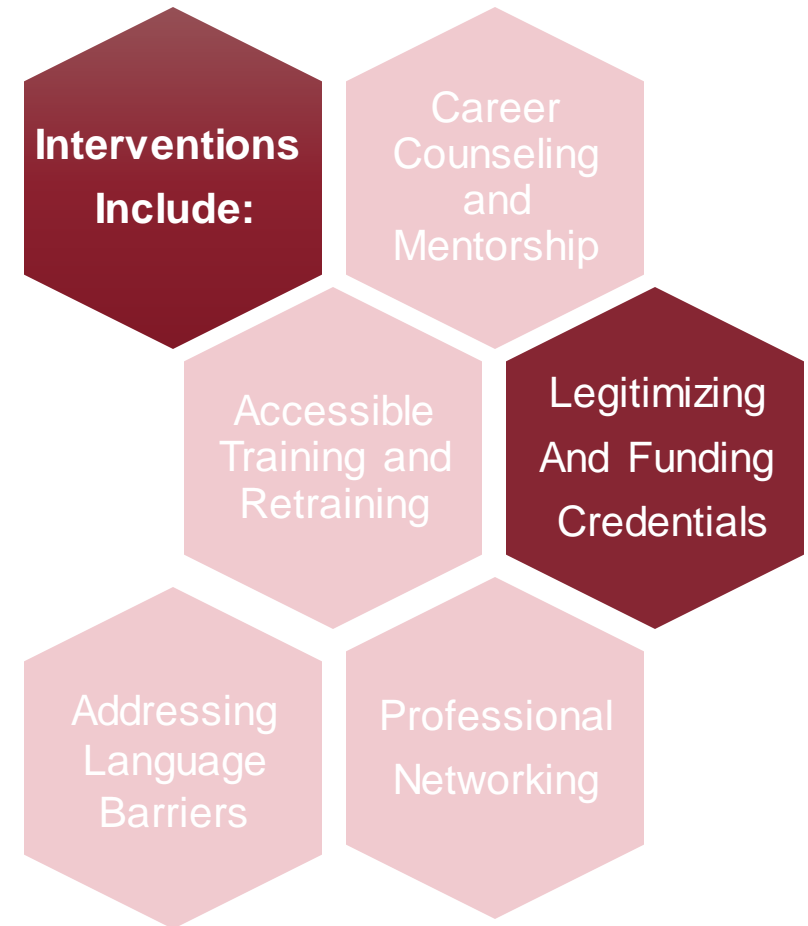 Interventions
Include:
Career
Counseling
and
Mentorship
Accessible
Training and
Retraining
Legitimizing
And Funding
Credentials
Addressing
Language
Barriers
Professional
Networking